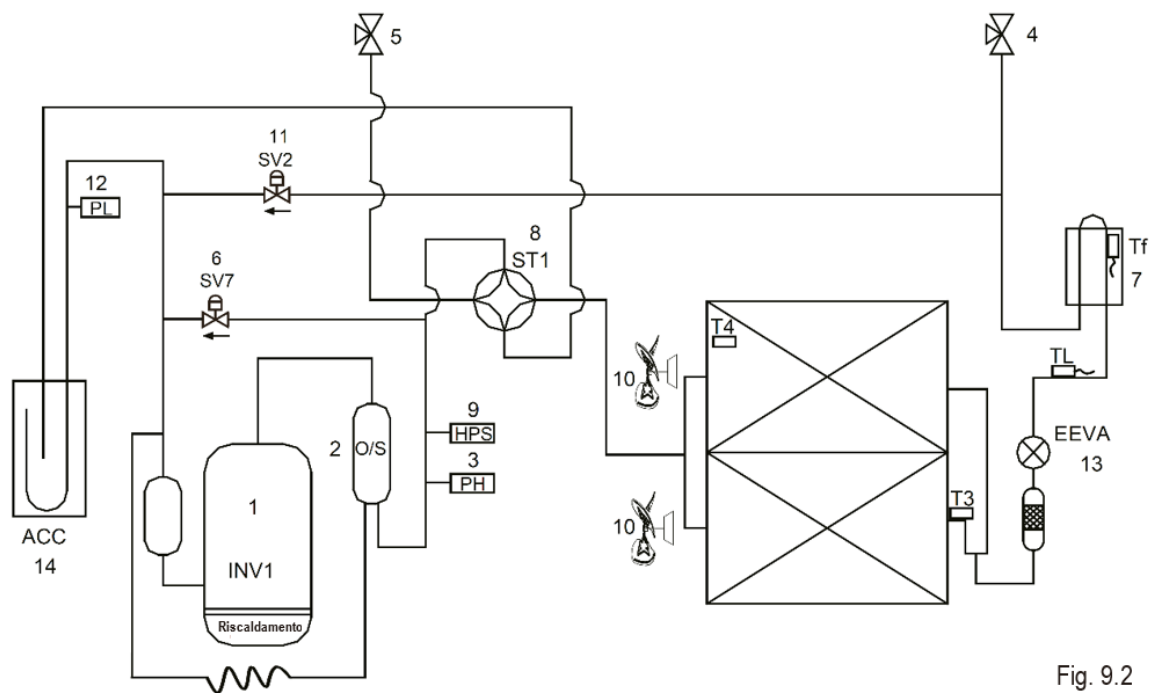 5
4
11
SV2
12
PL
8
ST1
6
SV7
Tf
7
T4
TL
10
9
HPS
2
O/S
EEVA
13
3
PH
1
T3
10
ACC
14
INV1
Riscaldamento
Fig. 9.2